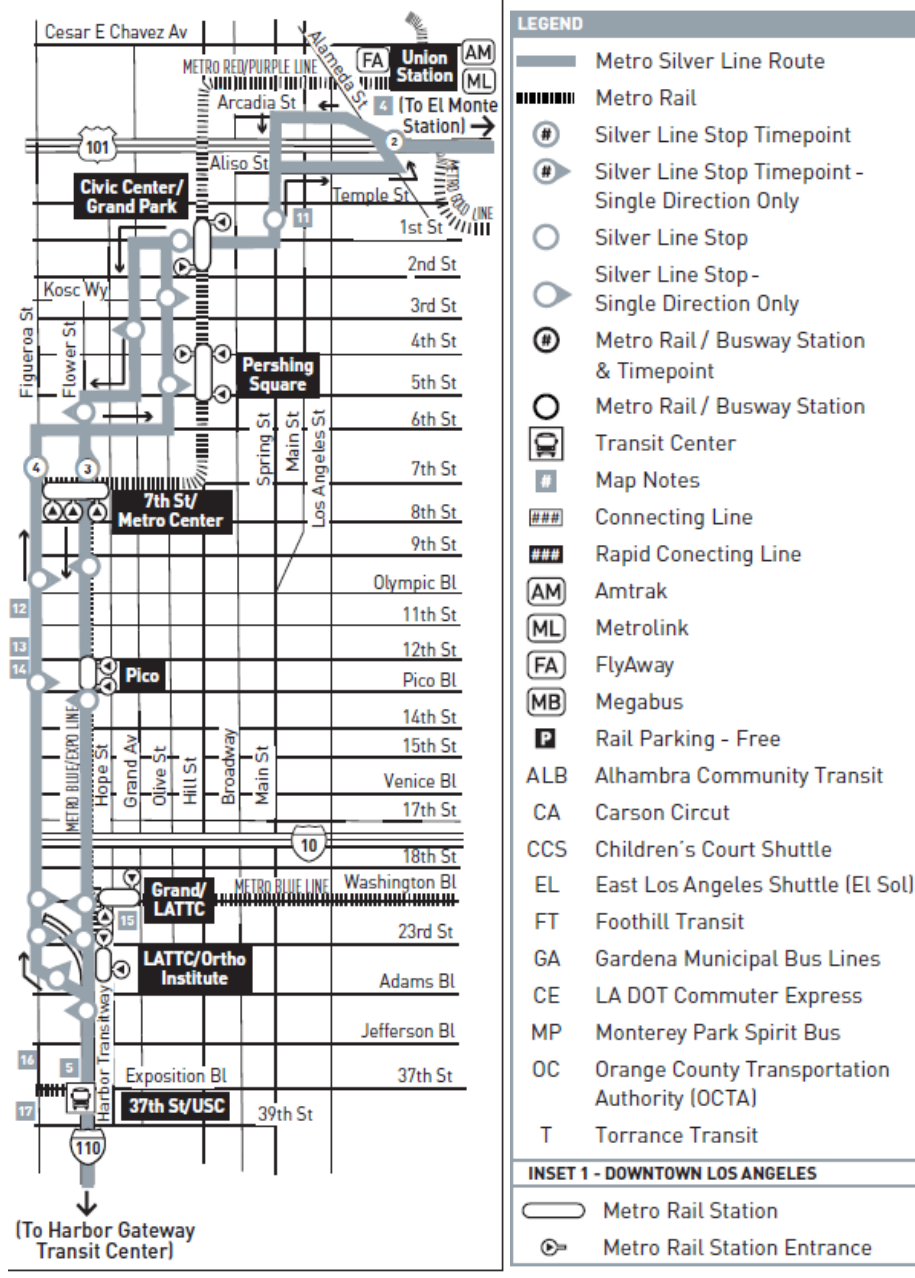 Cesar E Chavez Av
Alameda St
METRO RED/PURPLE LINE
FA
Union
Station
AM
ML
Arcadia St
4
(To El Monte
Station)
101
2
Aliso St
Civic Center/
Grand Park
Temple St
METRO GOLD LINE
11
1st St
2nd St
Kosc Wy
3rd St
Figueroa St
Flower St
4th St
Pershing
Square
5th St
6th St
Spring St
Main St
Los Angeles St
4
3
7th St
7th St/
Metro Center
8th St
9th St
Olympic Bl
12
11th St
13
12th St
14
Pico
Pico Bl
METRO BLUE/EXPO LINE
14th St
Hope St
Grand Av
Olive St
Hill St
Broadway
Main St
15th St
Venice Bl
17th St
10
18th St
Grand/
LATTC
METRO BLUE LINE
Washington Bl
15
23rd St
LATTC/Ortho
Institute
Adams Bl
Harbor Transitway
Jefferson Bl
16
5
Exposition Bl
37th St
17
37th St/USC
39th St
110
(To Harbor Gateway
Transit Center)
LEGEND
Metro Silver Line Route
Metro Rail
# Silver Line Stop Timepoint
# Silver Line Stop Timepoint -
Single Direction Only
Silver Line Stop
Silver Line Stop -
Single Direction Only
# Metro Rail / Busway Station
& Timepoint
Metro Rail / Busway Station
Transit Center
# Map Notes
### Connecting Line
### Rapid Conecting Line
AM Amtrak
ML Metrolink
FA FlyAway
MB Megabus
P Rail Parking - Free
ALB Alhambra Community Transit
CA Carson Circut
CCS Children's Court Shuttle
EL East Los Angeles Shuttle (El Sol)
FT Foothill Transit
GA Gardena Municipal Bus Lines
CE LA DOT Commuter Express
MP Monterey Park Spirit Bus
OC Orange County Transportation
Authority (OCTA)
T Torrance Transit
INSET 1 - DOWNTOWN LOS ANGELES
Metro Rail Station
Metro Rail Station Entrance